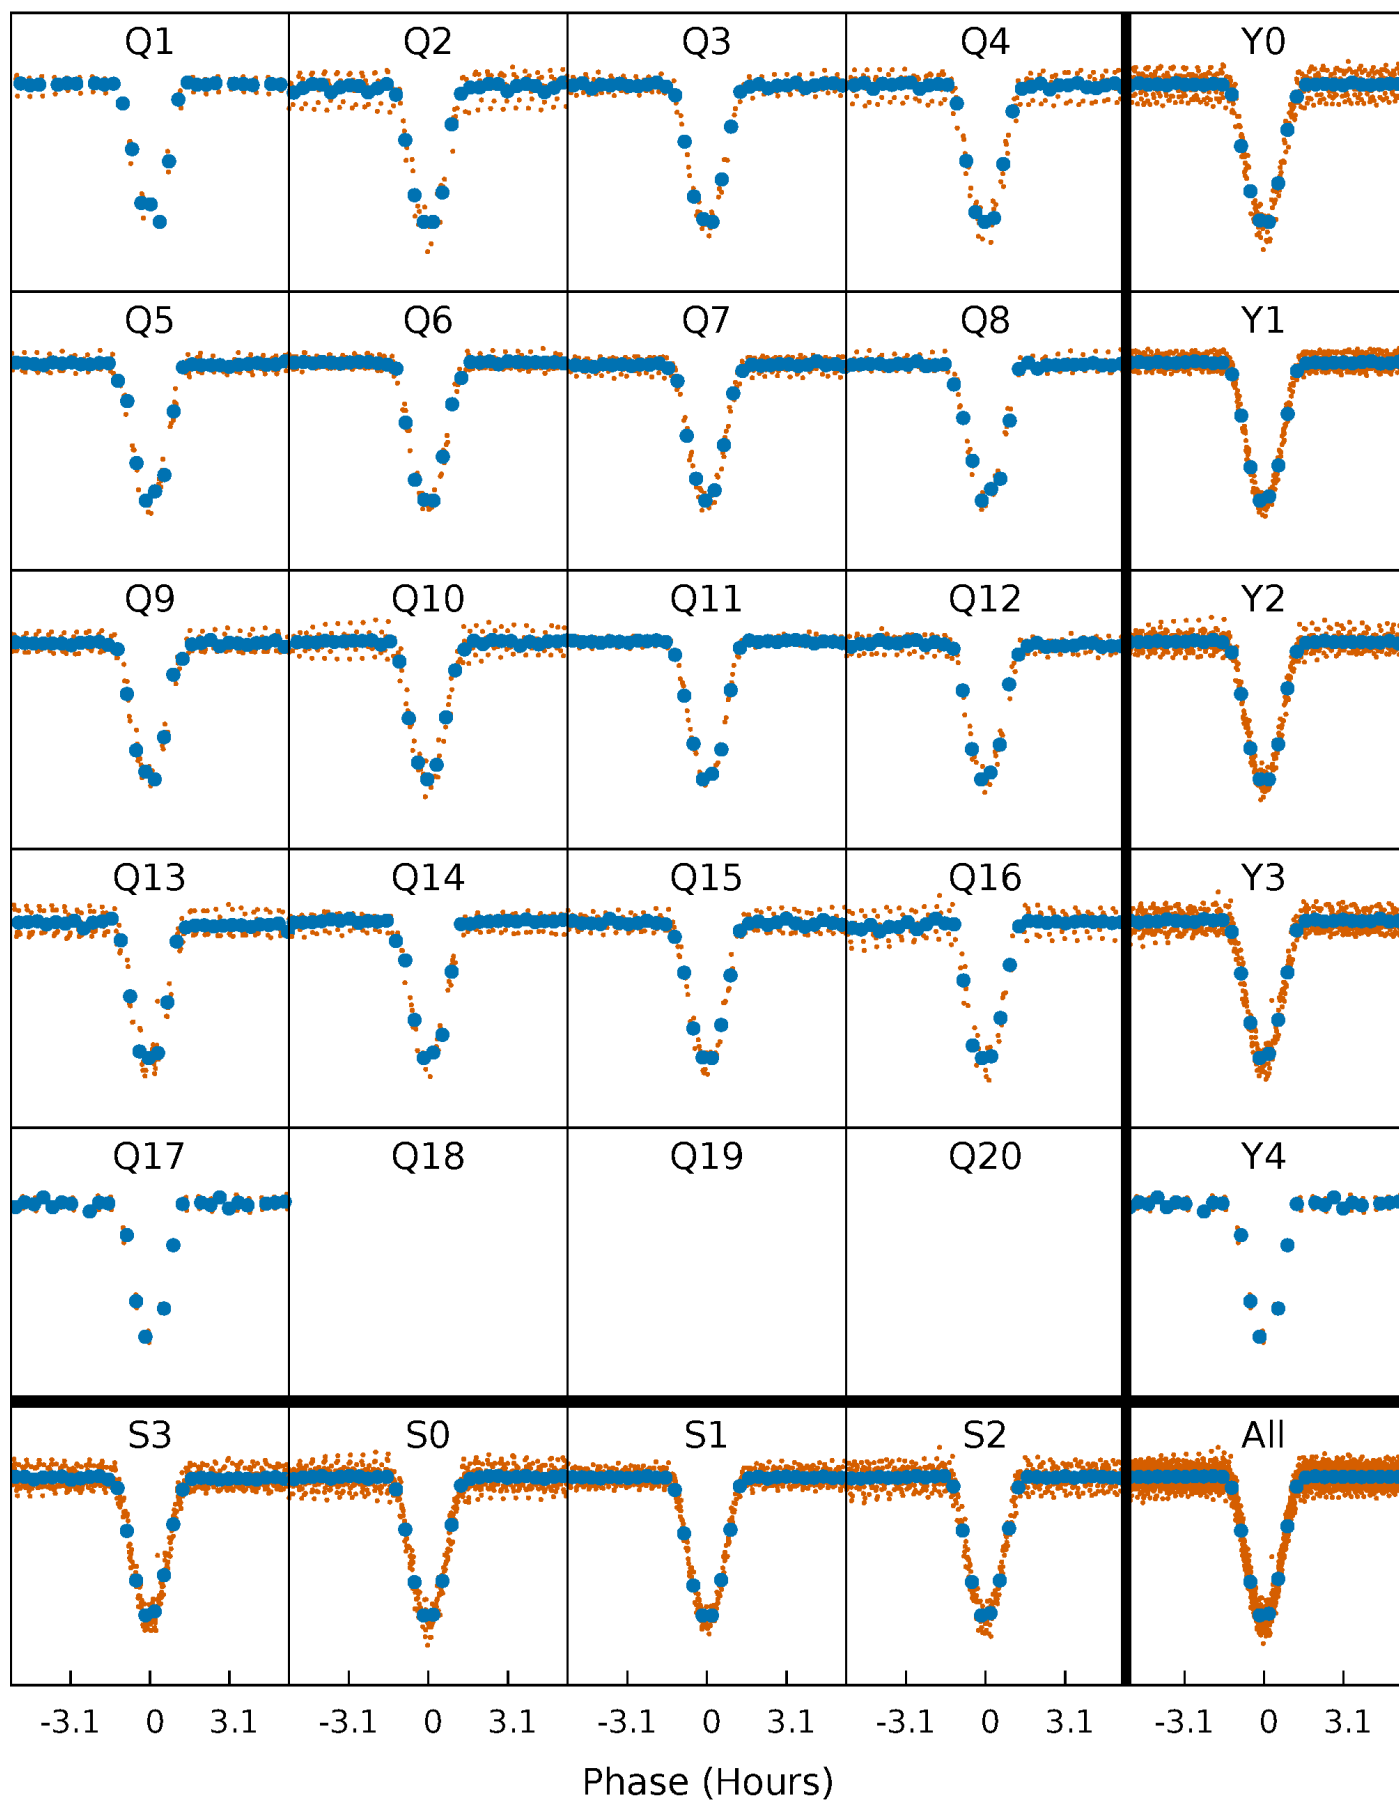 Q1 Q2 Q3 Q4 Y0
Q5 Q6 Q7 Q8 Y1
Q9 Q10 Q11 Q12 Y2
Q13 Q14 Q15 Q16 Y3
Q17 Q18 Q19 Q20 Y4
S3 S0 S1 S2 All
-3.1 0 3.1 -3.1 0 3.1 -3.1 0 3.1 -3.1 0 3.1 -3.1 0 3.1
Phase (Hours)